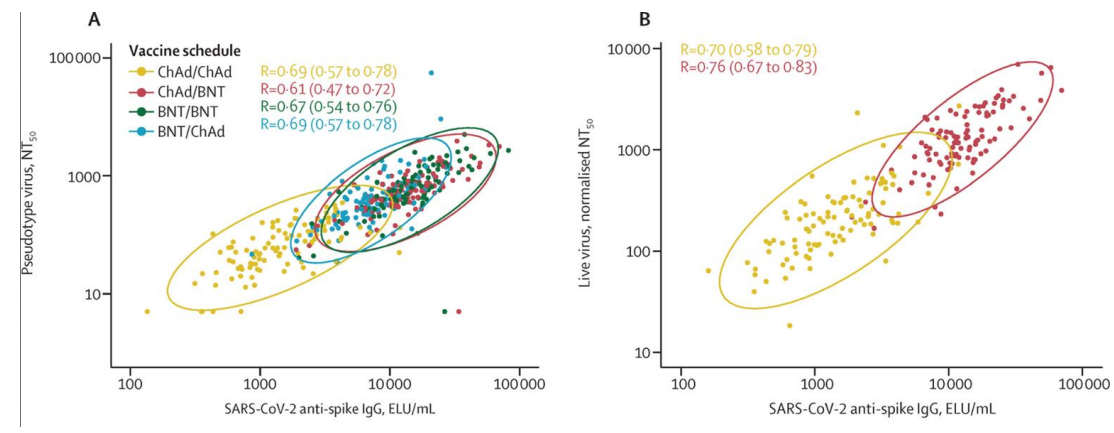 A
Vaccine schedule
ChAd/ChAd R=0·69 (0·57 to 0·78)
ChAd/BNT R=0·61 (0·47 to 0·72)
BNT/BNT R=0·67 (0·54 to 0·76)
BNT/ChAd R=0·69 (0·57 to 0·78)
Pseudotype virus, NT50
100 000
1000
10
100 1000 10 000 100 000
SARS-CoV-2 anti-spike IgG, ELU/mL
B
R=0·70 (0·58 to 0·79)
R=0·76 (0·67 to 0·83)
Live virus, normalised NT50
10 000
1000
100
10
100 1000 10 000 100 000
SARS-CoV-2 anti-spike IgG, ELU/mL